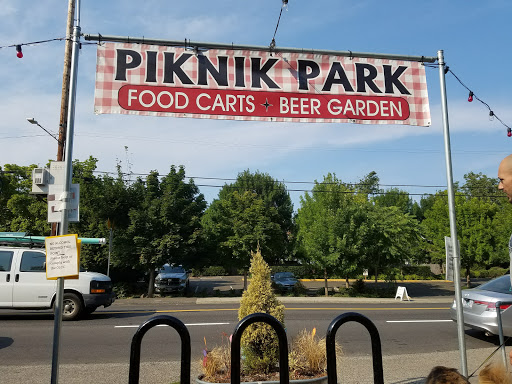 PIKNIK PARK
FOOD CARTS BEER GARDEN